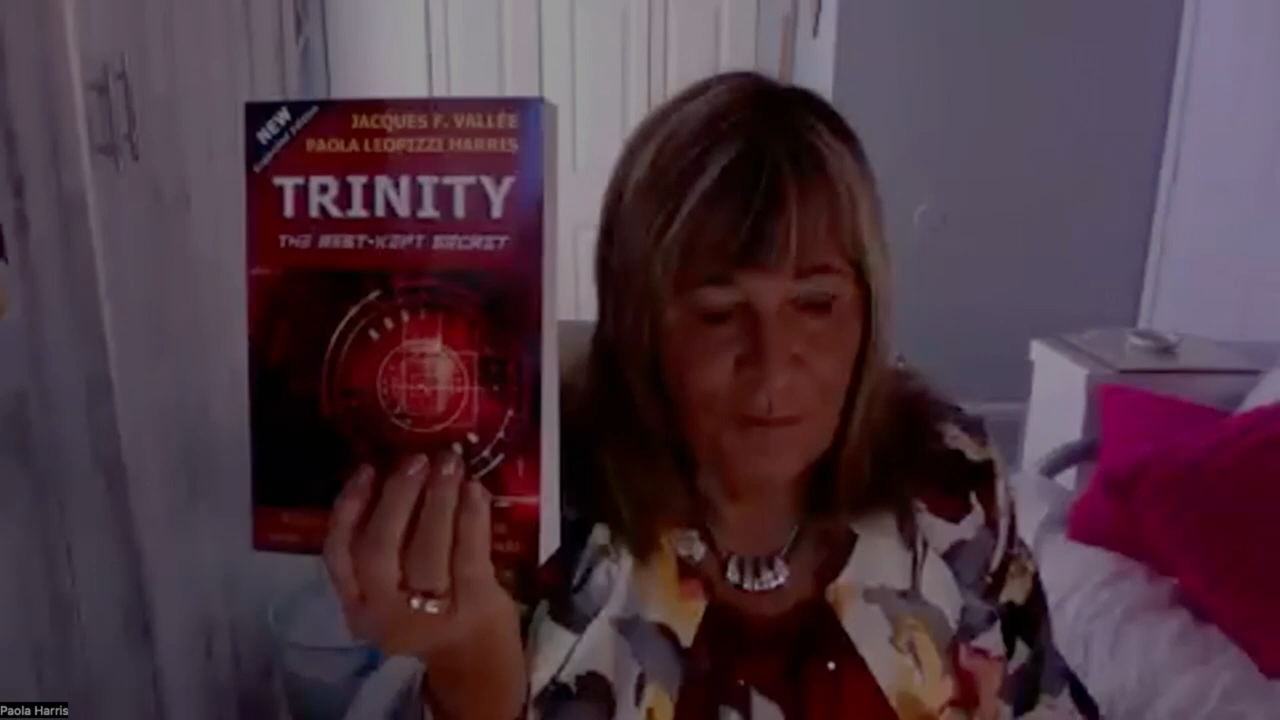 NEW
JACQUES F. VALLÉE
PAOLA LEOPIZZI HARRIS
TRINITY
THE BEST-KEPT SECRET
Paola Harris